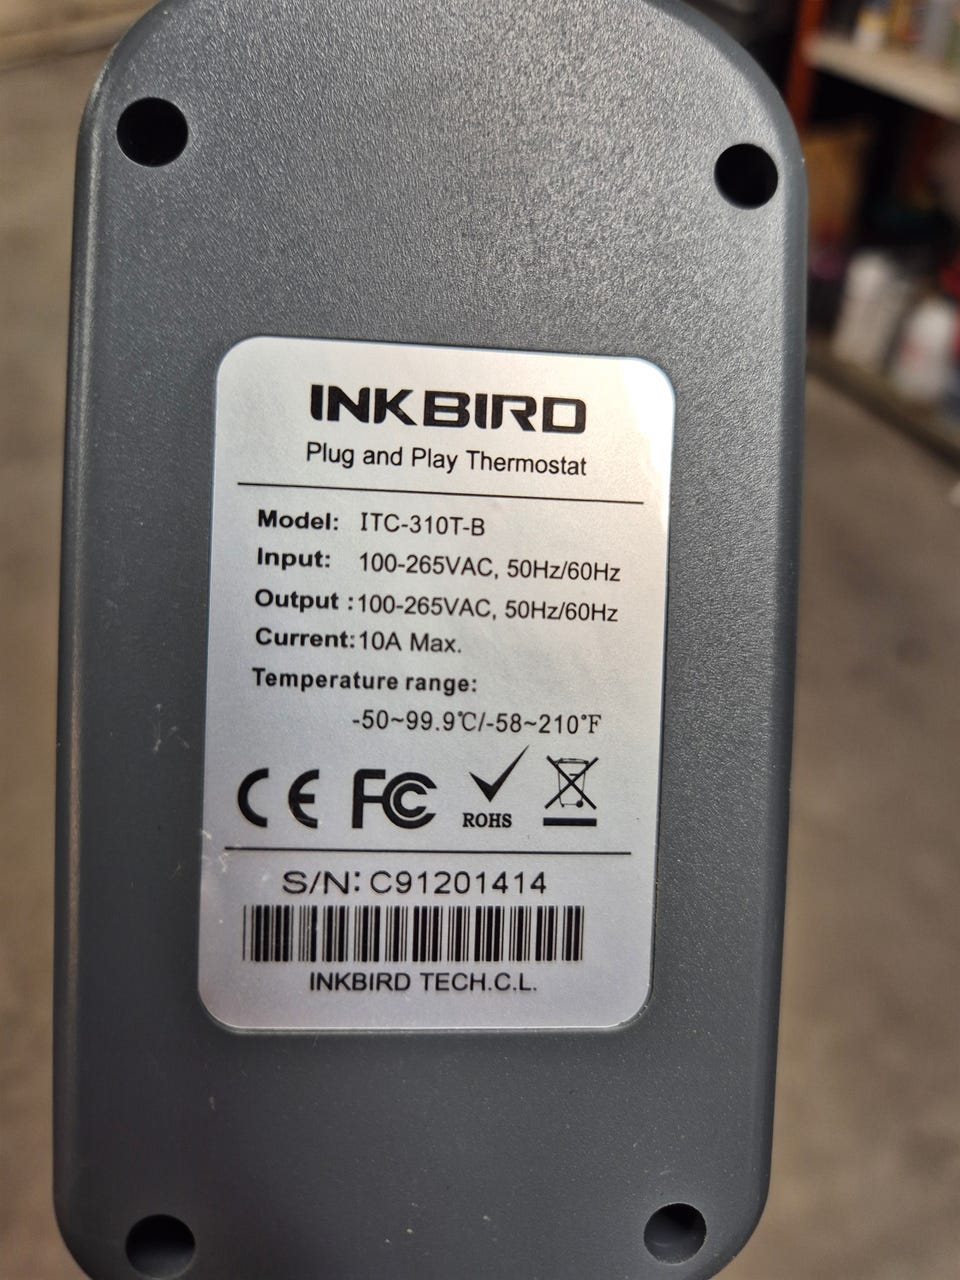 INKBIRD
Plug and Play Thermostat
Model: ITC-310T-B
Input: 100-265VAC, 50Hz/60Hz
Output : 100-265VAC, 50Hz/60Hz
Current: 10A Max.
Temperature range:
-50~99.9℃/-58~210°F
CE FC ROHS
S/N: C91201414
INKBIRD TECH.C.L.